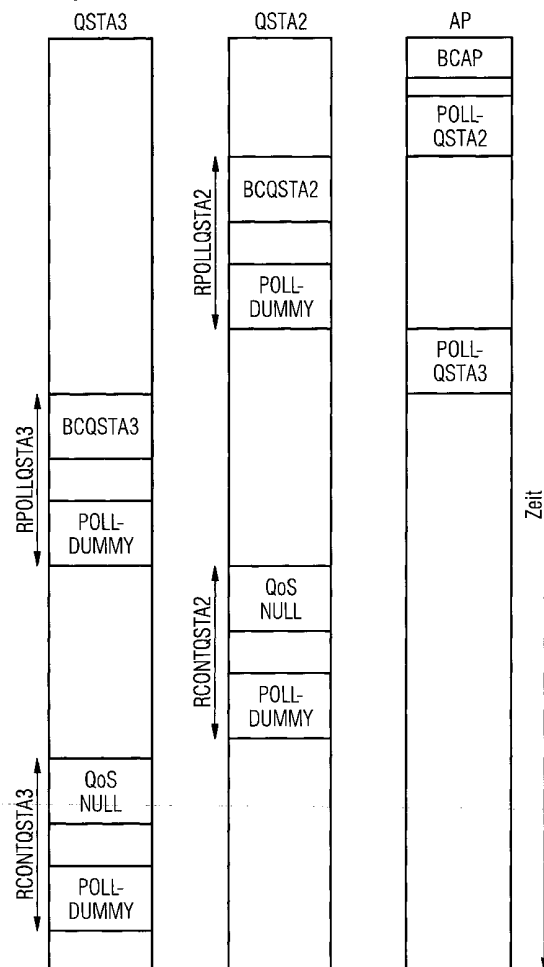 QSTA3
QSTA2
AP
BCAP
POLL-
QSTA2
BCQSTA2
RPOLLQSTA2
POLL-
DUMMY
POLL-
QSTA3
BCQSTA3
RPOLLQSTA3
POLL-
DUMMY
Zeit
QoS
NULL
RCONTQSTA2
POLL-
DUMMY
QoS
NULL
RCONTQSTA3
POLL-
DUMMY